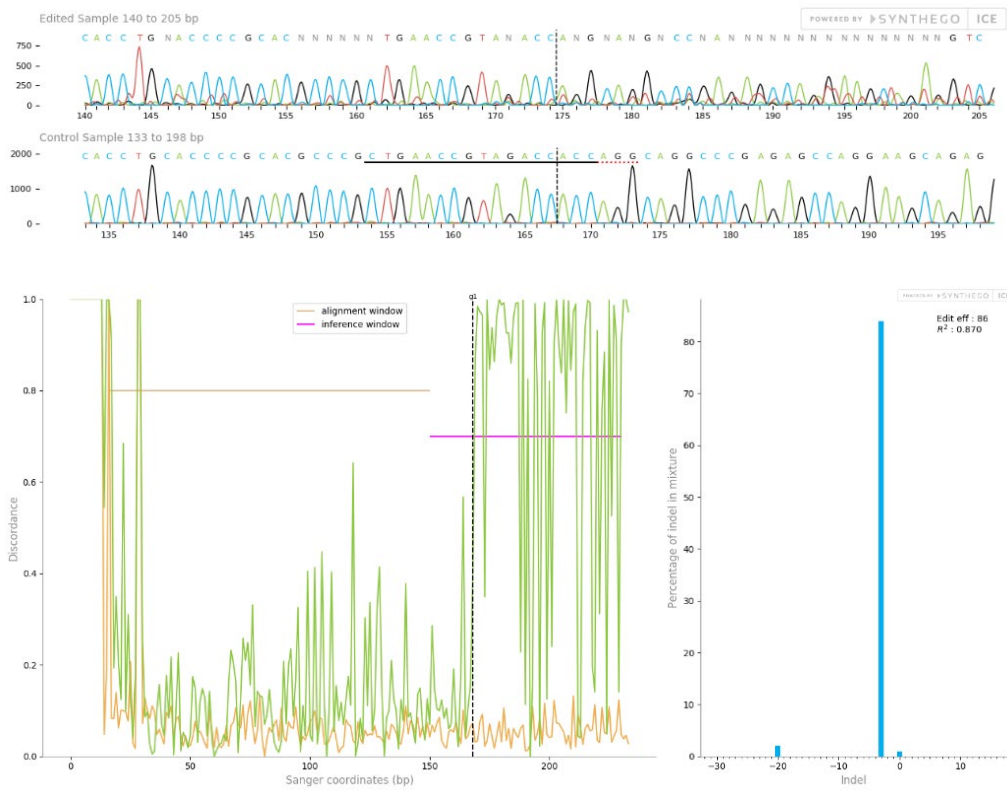 Edited Sample 140 to 205 bp
POWERED BY SYNTHEGO ICE
C A C C T G N A C C C C G C A C N N N N N N T G A A C C G T A N A C C A N G N A N G N C C N A N N N N N N N N N N N N N N N N G T C
750
500
250
0
140 145 150 155 160 165 170 175 180 185 190 195 200 205
Control Sample 133 to 198 bp
C A C C T G C A C C C C G C A C G C C C G C T G A A C C G T A G A C C A C C A G G C A G G C C C G A G A G C C A G G A A G C A G A G
2000
1000
0
135 140 145 150 155 160 165 170 175 180 185 190 195
g1
POWERED BY SYNTHEGO ICE
1.0
0.8
0.6
0.4
0.2
0.0
Discordance
alignment window
inference window
0 50 100 150 200
Sanger coordinates (bp)
Edit eff : 86
R² : 0.870
80
70
60
50
40
30
20
10
0
Percentage of indel in mixture
−30 −20 −10 0 10
Indel